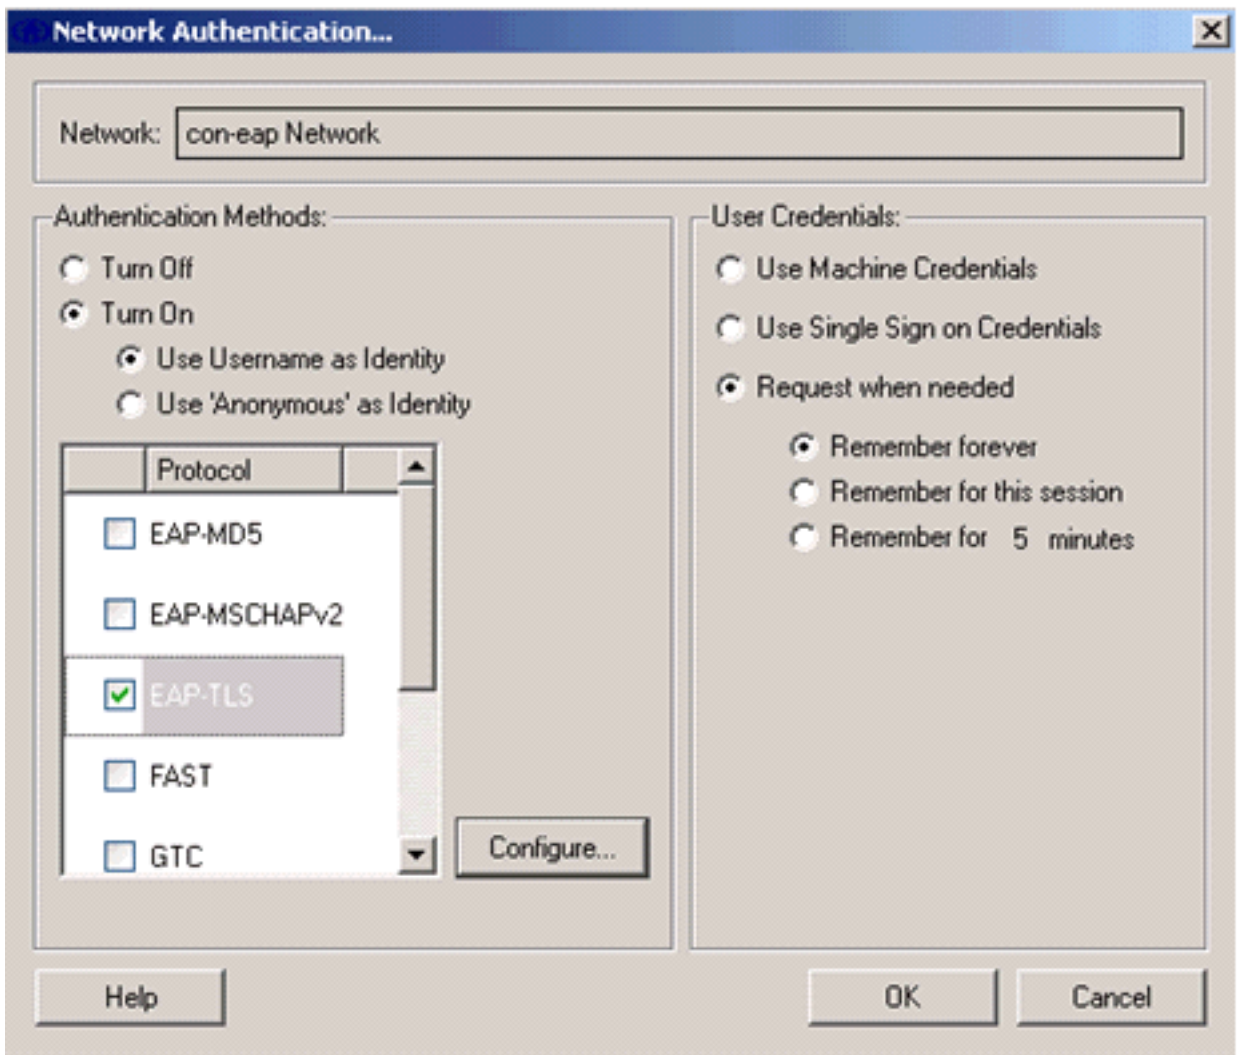 Network Authentication...
Network: con-eap Network
Authentication Methods:
Turn Off
Turn On
Use Username as Identity
Use 'Anonymous' as Identity
Protocol
EAP-MD5
EAP-MSCHAPv2
EAP-TLS
FAST
GTC
Configure...
User Credentials:
Use Machine Credentials
Use Single Sign on Credentials
Request when needed
Remember forever
Remember for this session
Remember for 5 minutes
Help
OK
Cancel